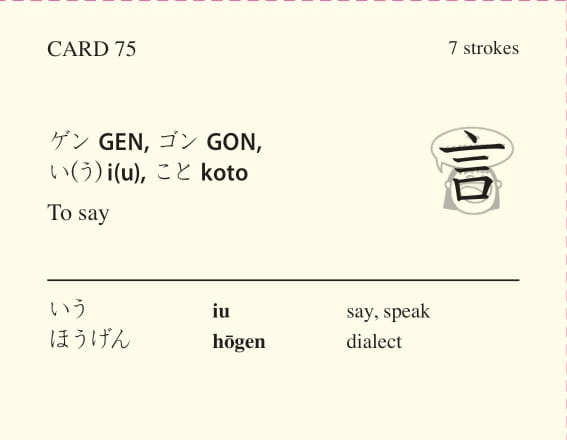 CARD 75
7 strokes
ゲン GEN, ゴン GON,
い(う) i(u), こと koto
To say
言
いう iu say, speak
ほうげん hōgen dialect